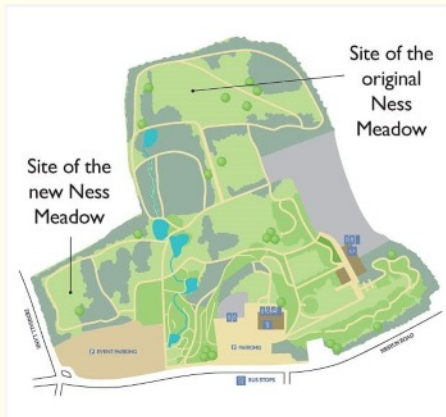 Site of the
original
Ness
Meadow
Site of the
new Ness
Meadow
EVENT PARKING
PARKING
BUS STOPS
NESTON ROAD